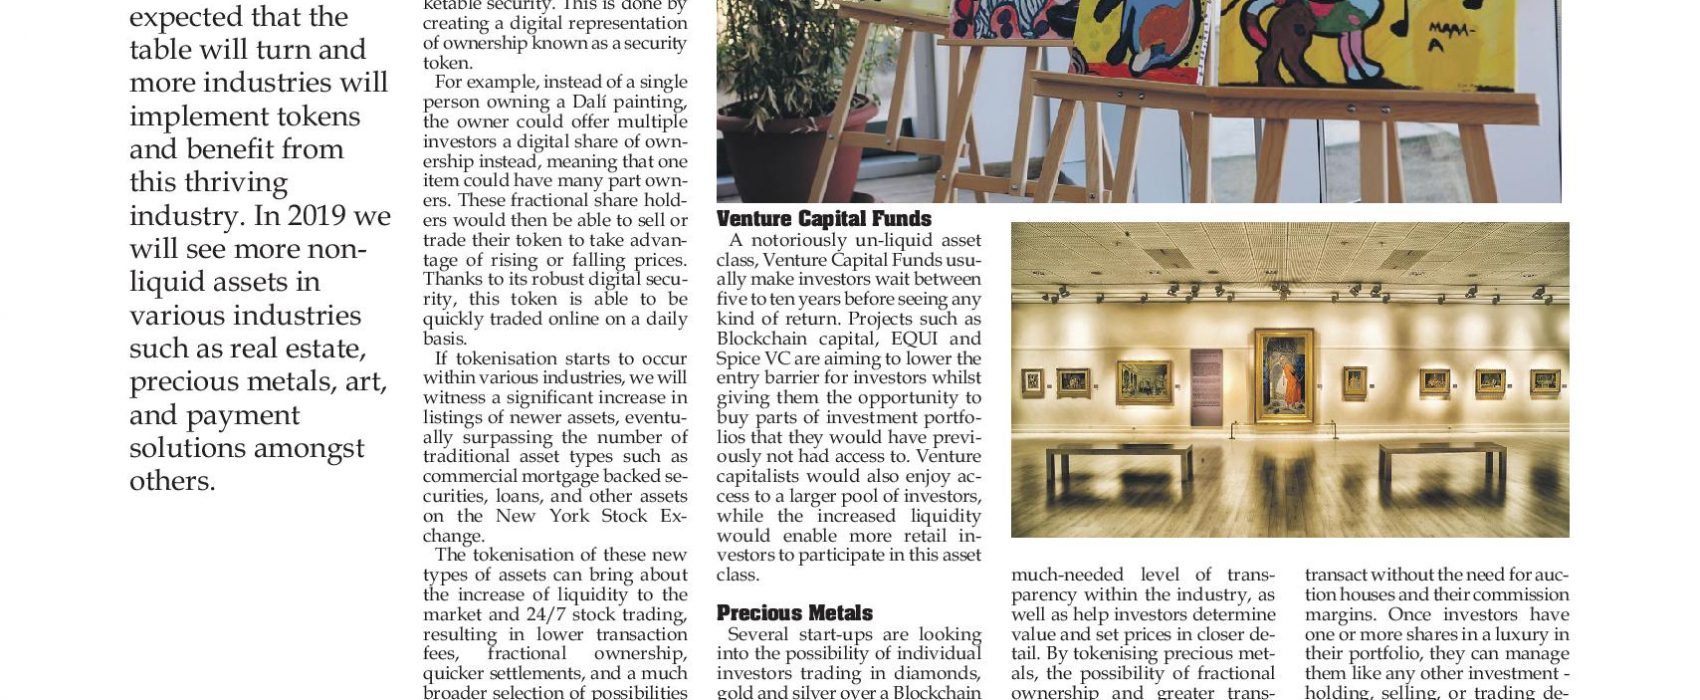 expected that the
table will turn and
more industries will
implement tokens
and benefit from
this thriving
industry. In 2019 we
will see more non-
liquid assets in
various industries
such as real estate,
precious metals, art,
and payment
solutions amongst
others.
ketable security. This is done by
creating a digital representation
of ownership known as a security
token.
For example, instead of a single
person owning a Dalí painting,
the owner could offer multiple
investors a digital share of own-
ership instead, meaning that one
item could have many part own-
ers. These fractional share hold-
ers would then be able to sell or
trade their token to take advan-
tage of rising or falling prices.
Thanks to its robust digital secu-
rity, this token is able to be
quickly traded online on a daily
basis.
If tokenisation starts to occur
within various industries, we will
witness a significant increase in
listings of newer assets, eventu-
ally surpassing the number of
traditional asset types such as
commercial mortgage backed se-
curities, loans, and other assets
on the New York Stock Ex-
change.
The tokenisation of these new
types of assets can bring about
the increase of liquidity to the
market and 24/7 stock trading,
resulting in lower transaction
fees, fractional ownership,
quicker settlements, and a much
broader selection of possibilities
Venture Capital Funds
A notoriously un-liquid asset
class, Venture Capital Funds usu-
ally make investors wait between
five to ten years before seeing any
kind of return. Projects such as
Blockchain capital, EQUI and
Spice VC are aiming to lower the
entry barrier for investors whilst
giving them the opportunity to
buy parts of investment portfo-
lios that they would have previ-
ously not had access to. Venture
capitalists would also enjoy ac-
cess to a larger pool of investors,
while the increased liquidity
would enable more retail in-
vestors to participate in this asset
class.
Precious Metals
Several start-ups are looking
into the possibility of individual
investors trading in diamonds,
gold and silver over a Blockchain
much-needed level of trans-
parency within the industry, as
well as help investors determine
value and set prices in closer de-
tail. By tokenising precious met-
als, the possibility of fractional
ownership and greater trans-
transact without the need for auc-
tion houses and their commission
margins. Once investors have
one or more shares in a luxury in
their portfolio, they can manage
them like any other investment -
holding, selling, or trading de-